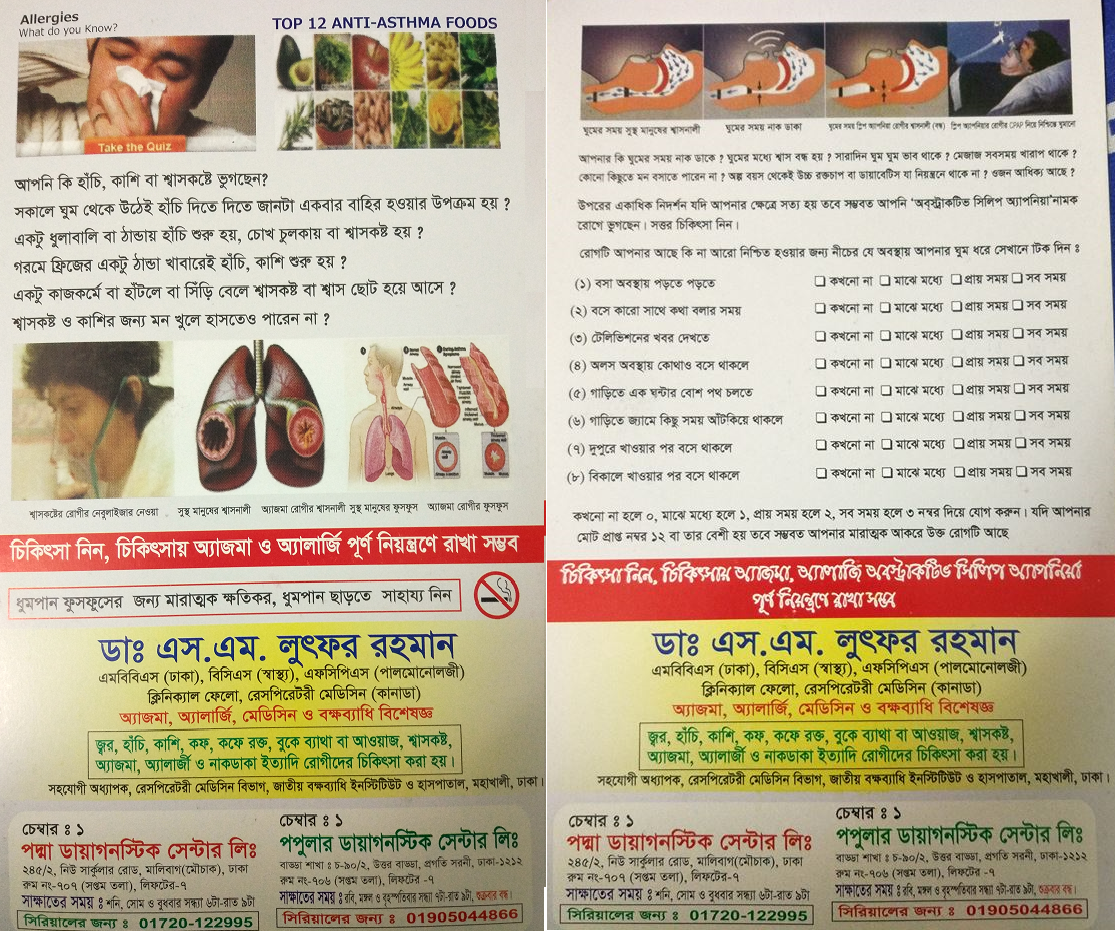 Allergies
What do you Know?
TOP 12 ANTI-ASTHMA FOODS
Take the Quiz
আপনি কি হাঁচি, কাশি বা শ্বাসকষ্টে ভুগছেন?
সকালে ঘুম থেকে উঠেই হাঁচি দিতে দিতে জানটা একবার বাহির হওয়ার উপক্রম হয় ?
একটু ধুলাবালি বা ঠান্ডায় হাঁচি শুরু হয়, চোখ চুলকায় বা শ্বাসকষ্ট হয় ?
গরমে ফ্রিজের একটু ঠান্ডা খাবারেই হাঁচি, কাশি শুরু হয় ?
একটু কাজকর্মে বা হাঁটলে বা সিঁড়ি বেলে শ্বাসকষ্ট বা শ্বাস ছোট হয়ে আসে ?
শ্বাসকষ্ট ও কাশির জন্য মন খুলে হাসতেও পারেন না ?
শ্বাসকষ্টের রোগীর নেবুলাইজার নেওয়া সুস্থ মানুষের শ্বাসনালী অ্যাজমা রোগীর শ্বাসনালী সুস্থ মানুষের ফুসফুস অ্যাজমা রোগীর ফুসফুস
চিকিৎসা নিন, চিকিৎসায় অ্যাজমা ও অ্যালার্জি পূর্ণ নিয়ন্ত্রণে রাখা সম্ভব
ধুমপান ফুসফুসের জন্য মারাত্মক ক্ষতিকর, ধুমপান ছাড়তে সাহায্য নিন
ডাঃ এস.এম. লুৎফর রহমান
এমবিবিএস (ঢাকা), বিসিএস (স্বাস্থ্য), এফসিপিএস (পালমোনোলজী)
ক্লিনিক্যাল ফেলো, রেসপিরেটরী মেডিসিন (কানাডা)
অ্যাজমা, অ্যালার্জি, মেডিসিন ও বক্ষব্যাধি বিশেষজ্ঞ
জ্বর, হাঁচি, কাশি, কফ, কফে রক্ত, বুকে ব্যাথা বা আওয়াজ, শ্বাসকষ্ট,
অ্যাজমা, অ্যালার্জী ও নাকডাকা ইত্যাদি রোগীদের চিকিৎসা করা হয়।
সহযোগী অধ্যাপক, রেসপিরেটরী মেডিসিন বিভাগ, জাতীয় বক্ষব্যাধি ইনস্টিটিউট ও হাসপাতাল, মহাখালী, ঢাকা।
চেম্বার ঃ ১
পদ্মা ডায়াগনস্টিক সেন্টার লিঃ
২৪৫/২, নিউ সার্কুলার রোড, মালিবাগ(মৌচাক), ঢাকা
রুম নং-৭০৭ (সপ্তম তলা), লিফটের-৭
সাক্ষাতের সময় ঃ শনি, সোম ও বুধবার সন্ধ্যা ৬টা-রাত ৯টা
সিরিয়ালের জন্য ঃ 01720-122995
চেম্বার ঃ ১
পপুলার ডায়াগনস্টিক সেন্টার লিঃ
বাড্ডা শাখা ঃ চ-৯০/২, উত্তর বাড্ডা, প্রগতি সরনী, ঢাকা-১২১২
রুম নং-৭০৬ (সপ্তম তলা), লিফটের -৭
সাক্ষাতের সময় ঃ রবি, মঙ্গল ও বৃহস্পতিবার সন্ধ্যা ৭টা-রাত ৯টা, শুক্রবার বন্ধ।
সিরিয়ালের জন্য ঃ 01905044866
ঘুমের সময় সুস্থ মানুষের শ্বাসনালী ঘুমের সময় নাক ডাকা ঘুমের সময় স্লিপ অ্যাপনিয়া রোগীর শ্বাসনালী (বন্ধ) স্লিপ অ্যাপনিয়ার রোগীর CPAP নিয়ে নিশ্চিন্তে ঘুমানো
আপনার কি ঘুমের সময় নাক ডাকে ? ঘুমের মধ্যে শ্বাস বন্ধ হয় ? সারাদিন ঘুম ঘুম ভাব থাকে ? মেজাজ সবসময় খারাপ থাকে ?
কোনো কিছুতে মন বসাতে পারেন না ? অল্প বয়স থেকেই উচ্চ রক্তচাপ বা ডায়াবেটিস যা নিয়ন্ত্রনে থাকে না ? ওজন আধিক্য আছে ?
উপরের একাধিক নিদর্শন যদি আপনার ক্ষেত্রে সত্য হয় তবে সম্ভবত আপনি ‘অব্স্ট্রাকটিভ সিলিপ অ্যাপনিয়া’নামক
রোগে ভুগছেন। সত্তর চিকিৎসা নিন।
রোগটি আপনার আছে কি না আরো নিশ্চিত হওয়ার জন্য নীচের যে অবস্থায় আপনার ঘুম ধরে সেখানে টিক দিন ঃ
(১) বসা অবস্থায় পড়তে পড়তে ❏ কখনো না ❏ মাঝে মধ্যে ❏ প্রায় সময় ❏ সব সময়
(২) বসে কারো সাথে কথা বলার সময় ❏ কখনো না ❏ মাঝে মধ্যে ❏ প্রায় সময় ❏ সব সময়
(৩) টেলিভিশনের খবর দেখতে ❏ কখনো না ❏ মাঝে মধ্যে ❏ প্রায় সময় ❏ সব সময়
(৪) অলস অবস্থায় কোথাও বসে থাকলে ❏ কখনো না ❏ মাঝে মধ্যে ❏ প্রায় সময় ❏ সব সময়
(৫) গাড়িতে এক ঘন্টার বেশি পথ চলতে ❏ কখনো না ❏ মাঝে মধ্যে ❏ প্রায় সময় ❏ সব সময়
(৬) গাড়িতে জ্যামে কিছু সময় আঁটকিয়ে থাকলে ❏ কখনো না ❏ মাঝে মধ্যে ❏ প্রায় সময় ❏ সব সময়
(৭) দুপুরে খাওয়ার পর বসে থাকলে ❏ কখনো না ❏ মাঝে মধ্যে ❏ প্রায় সময় ❏ সব সময়
(৮) বিকালে খাওয়ার পর বসে থাকলে ❏ কখনো না ❏ মাঝে মধ্যে ❏ প্রায় সময় ❏ সব সময়
কখনো না হলে ০, মাঝে মধ্যে হলে ১, প্রায় সময় হলে ২, সব সময় হলে ৩ নম্বর দিয়ে যোগ করুন। যদি আপনার
মোট প্রাপ্ত নম্বর ১২ বা তার বেশী হয় তবে সম্ভবত আপনার মারাত্মক আকরে উক্ত রোগটি আছে
চিকিৎসা নিন, চিকিৎসায় অ্যাজমা, অ্যালার্জি অবস্ট্রাকটিভ সিলিপ অ্যাপনিয়া
পূর্ণ নিয়ন্ত্রণে রাখা সম্ভব
ডাঃ এস.এম. লুৎফর রহমান
এমবিবিএস (ঢাকা), বিসিএস (স্বাস্থ্য), এফসিপিএস (পালমোনোলজী)
ক্লিনিক্যাল ফেলো, রেসপিরেটরী মেডিসিন (কানাডা)
অ্যাজমা, অ্যালার্জি, মেডিসিন ও বক্ষব্যাধি বিশেষজ্ঞ
জ্বর, হাঁচি, কাশি, কফ, কফে রক্ত, বুকে ব্যাথা বা আওয়াজ, শ্বাসকষ্ট,
অ্যাজমা, অ্যালার্জী ও নাকডাকা ইত্যাদি রোগীদের চিকিৎসা করা হয়।
সহযোগী অধ্যাপক, রেসপিরেটরী মেডিসিন বিভাগ, জাতীয় বক্ষব্যাধি ইনস্টিটিউট ও হাসপাতাল, মহাখালী, ঢাকা।
চেম্বার ঃ ১
পদ্মা ডায়াগনস্টিক সেন্টার লিঃ
২৪৫/২, নিউ সার্কুলার রোড, মালিবাগ(মৌচাক), ঢাকা
রুম নং-৭০৭ (সপ্তম তলা), লিফটের-৭
সাক্ষাতের সময় ঃ শনি, সোম ও বুধবার সন্ধ্যা ৬টা-রাত ৯টা
সিরিয়ালের জন্য ঃ 01720-122995
চেম্বার ঃ ১
পপুলার ডায়াগনস্টিক সেন্টার লিঃ
বাড্ডা শাখা ঃ চ-৯০/২, উত্তর বাড্ডা, প্রগতি সরনী, ঢাকা-১২১২
রুম নং-৭০৬ (সপ্তম তলা), লিফটের -৭
সাক্ষাতের সময় ঃ রবি, মঙ্গল ও বৃহস্পতিবার সন্ধ্যা ৭টা-রাত ৯টা, শুক্রবার বন্ধ।
সিরিয়ালের জন্য ঃ 01905044866